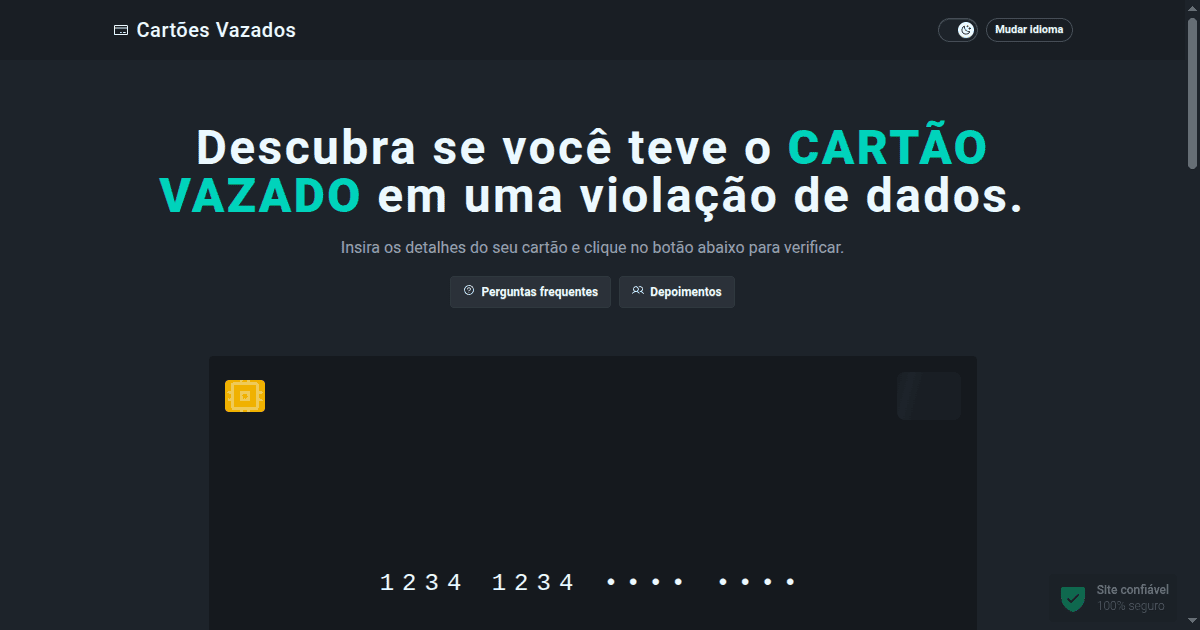 Cartões Vazados
Mudar idioma
Descubra se você teve o CARTÃO
VAZADO em uma violação de dados.
Insira os detalhes do seu cartão e clique no botão abaixo para verificar.
Perguntas frequentes
Depoimentos
1234 1234 •••• ••••
Site confiável
100% seguro